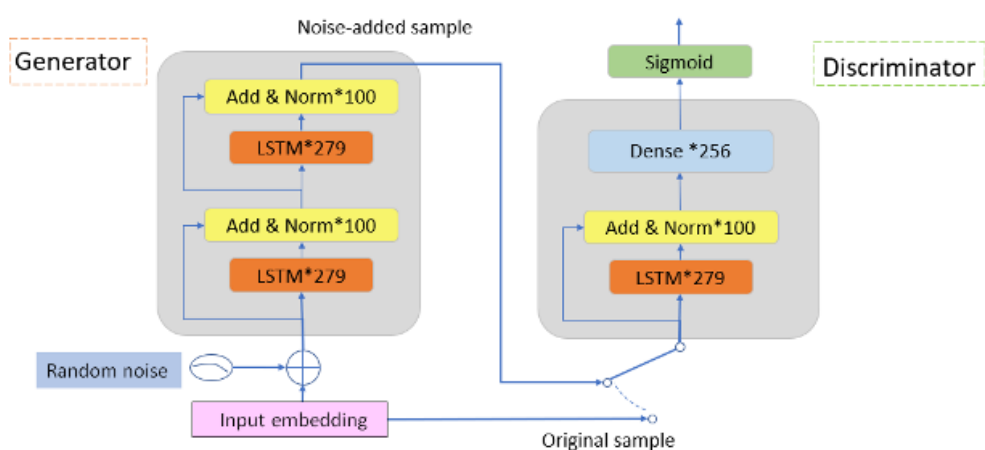 Noise-added sample
Generator
Add & Norm*100
LSTM*279
Add & Norm*100
LSTM*279
Random noise
Input embedding
Sigmoid
Discriminator
Dense *256
Add & Norm*100
LSTM*279
Original sample